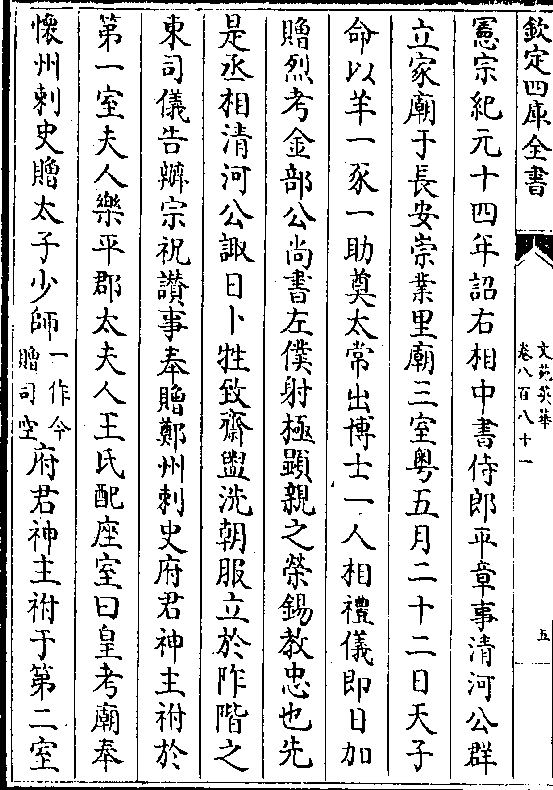 欽定四庫全書
文苑英華
卷八百八十一
五
憲宗紀元十四年詔右相中書侍郎平章事清河公群
立家廟于長安崇業里廟三室粤五月二十二日天子
命以羊一豕一助奠太常出博士一人相禮儀即日加
贈烈考金部公尚書左僕射極顯親之榮錫教忠也先
是丞相清河公諏日卜牲致齋盥洗朝服立於阼階之
東司儀告辦宗祝讃事奉贈鄭州刺史府君神主祔於
第一室夫人樂平郡太夫人王氏配座室曰皇考廟奉
懐州刺史贈太子少師一作今贈司空府君神主祔于第二室